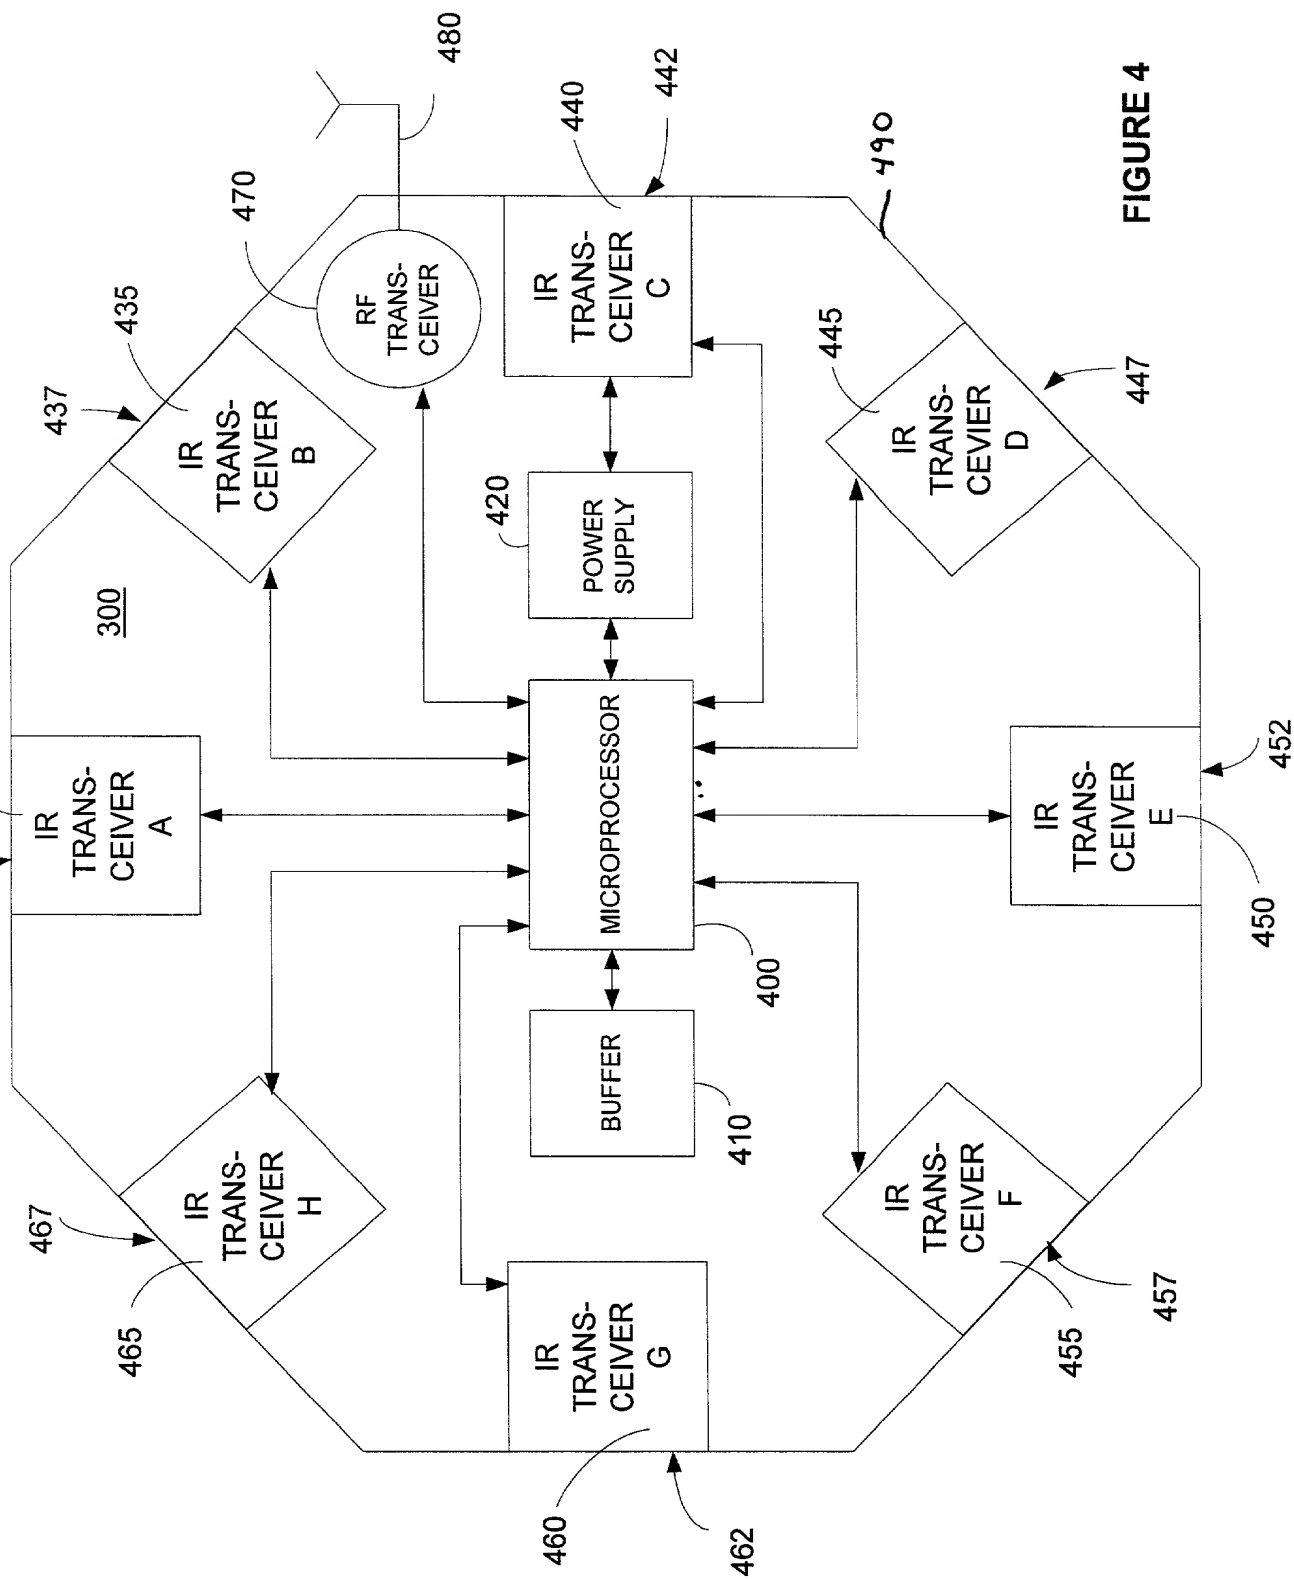 480
470
442
440
490
FIGURE 4
437
435
RF
TRANS-
CEIVER
IR
TRANS-
CEIVER
C
IR
TRANS-
CEIVER
B
445
447
300
420
POWER
SUPPLY
IR
TRANS-
CEVIER
D
IR
TRANS-
CEIVER
A
MICROPROCESSOR
IR
TRANS-
CEIVER
E
452
450
400
BUFFER
410
467
465
IR
TRANS-
CEIVER
H
IR
TRANS-
CEIVER
G
IR
TRANS-
CEIVER
F
457
455
460
462